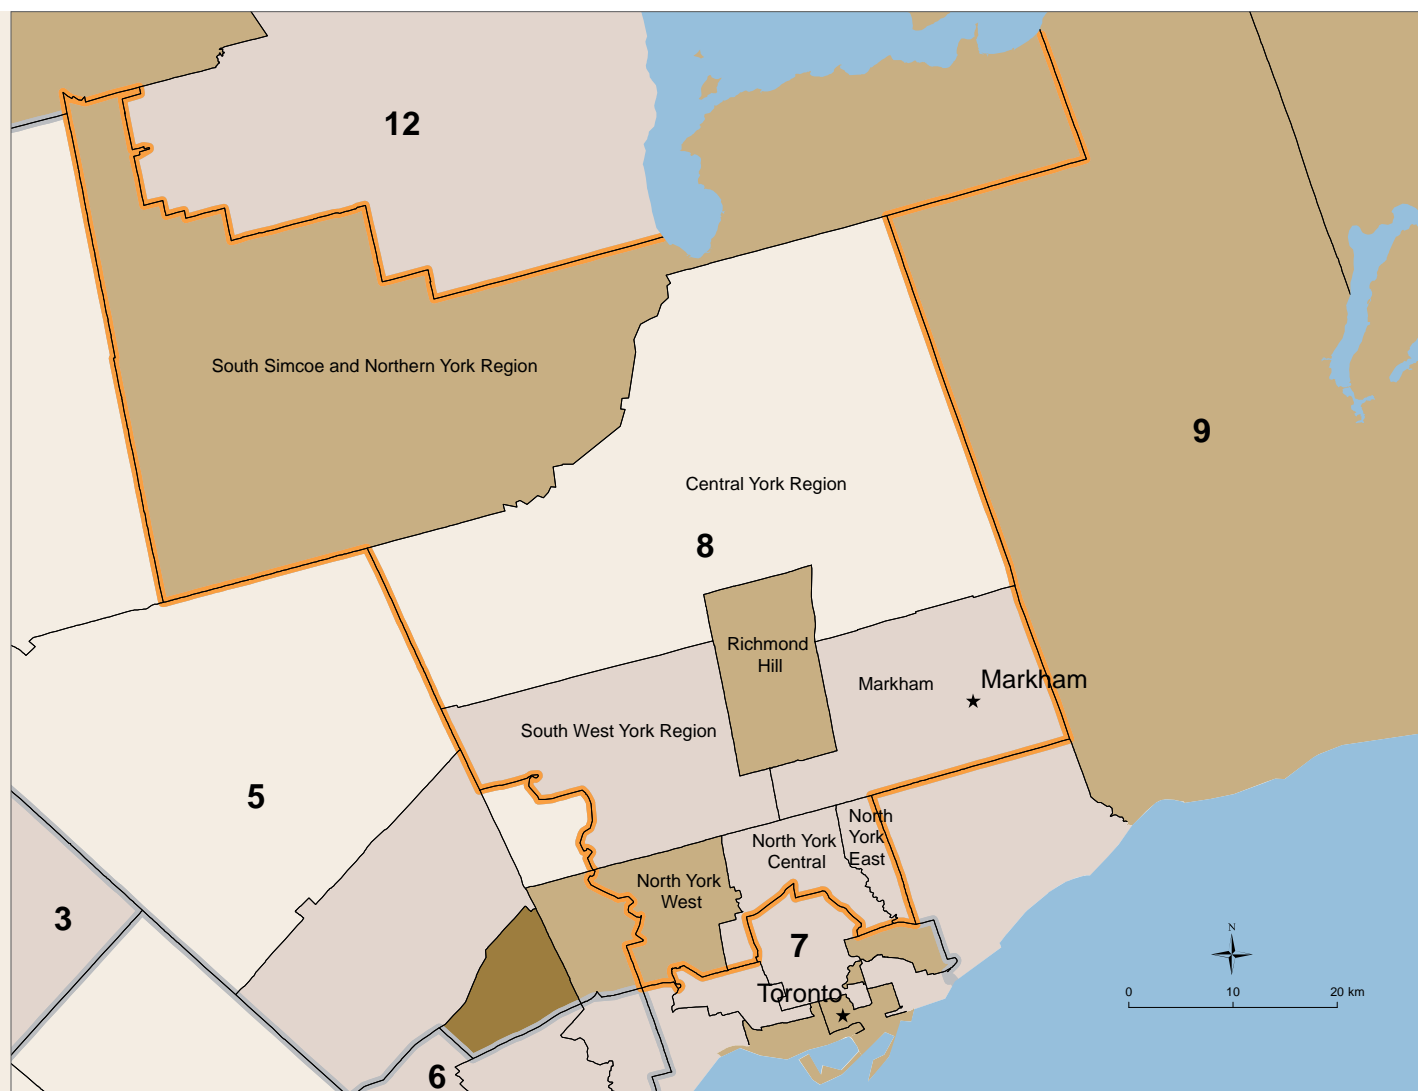 12
South Simcoe and Northern York Region
9
Central York Region
8
Richmond
Hill
Markham
Markham
South West York Region
5
North
York
East
North York
Central
North York
West
3
7
N
Toronto
0 10 20 km
6